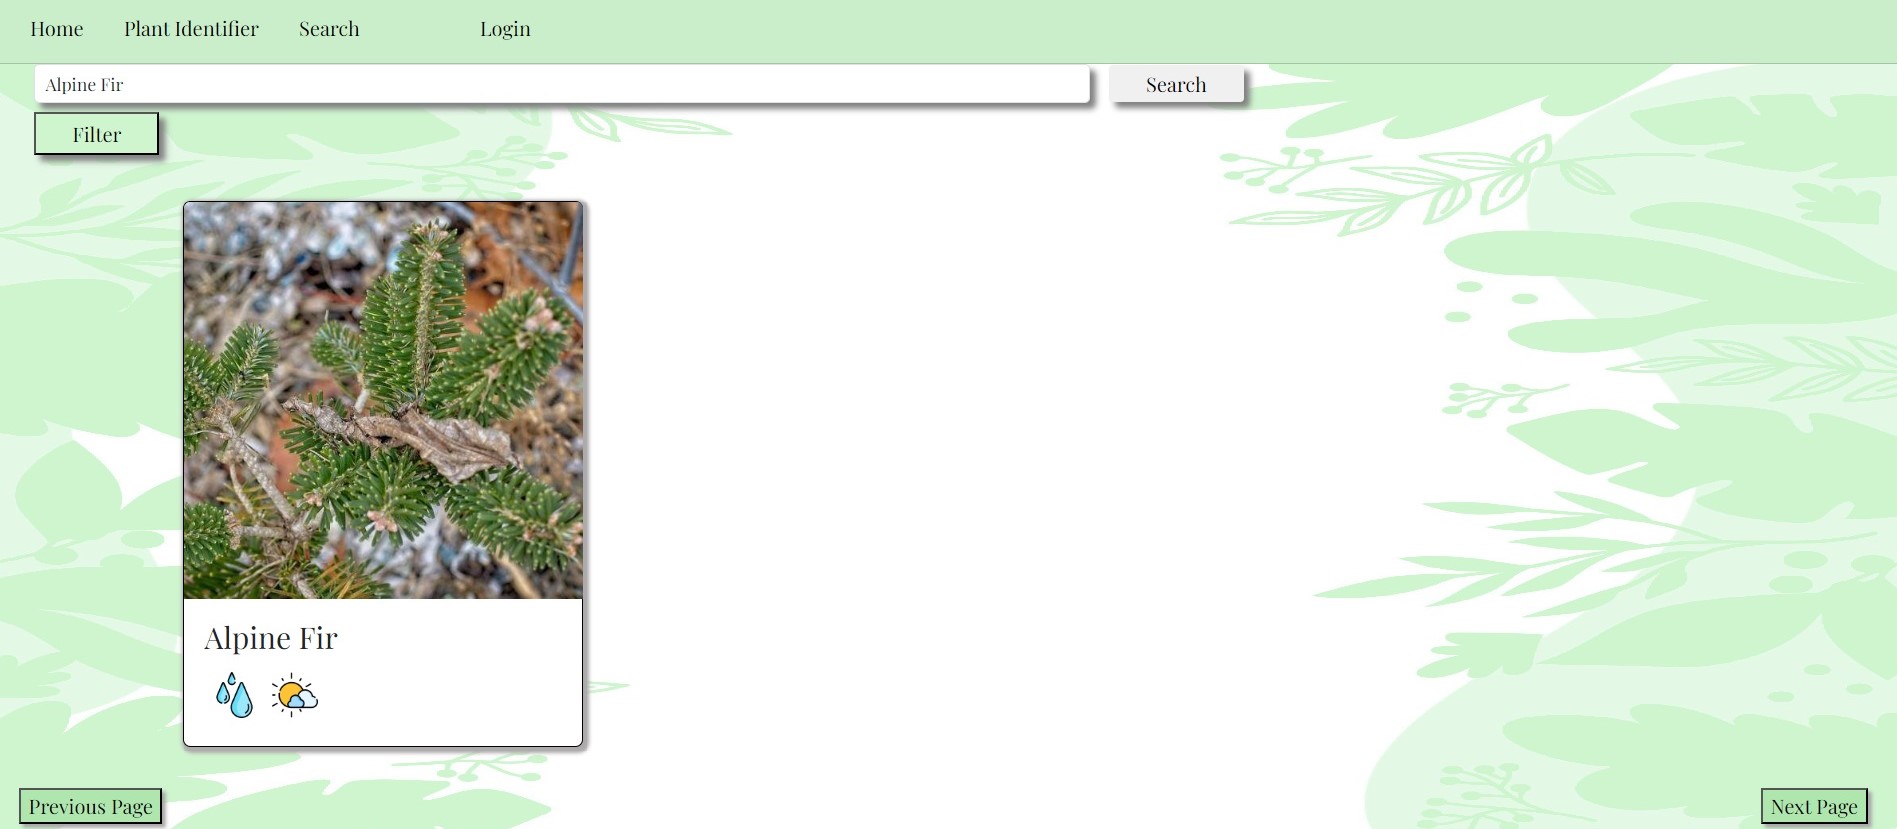 Home Plant Identifier Search Login
Alpine Fir Search
Filter
Alpine Fir
Previous Page Next Page